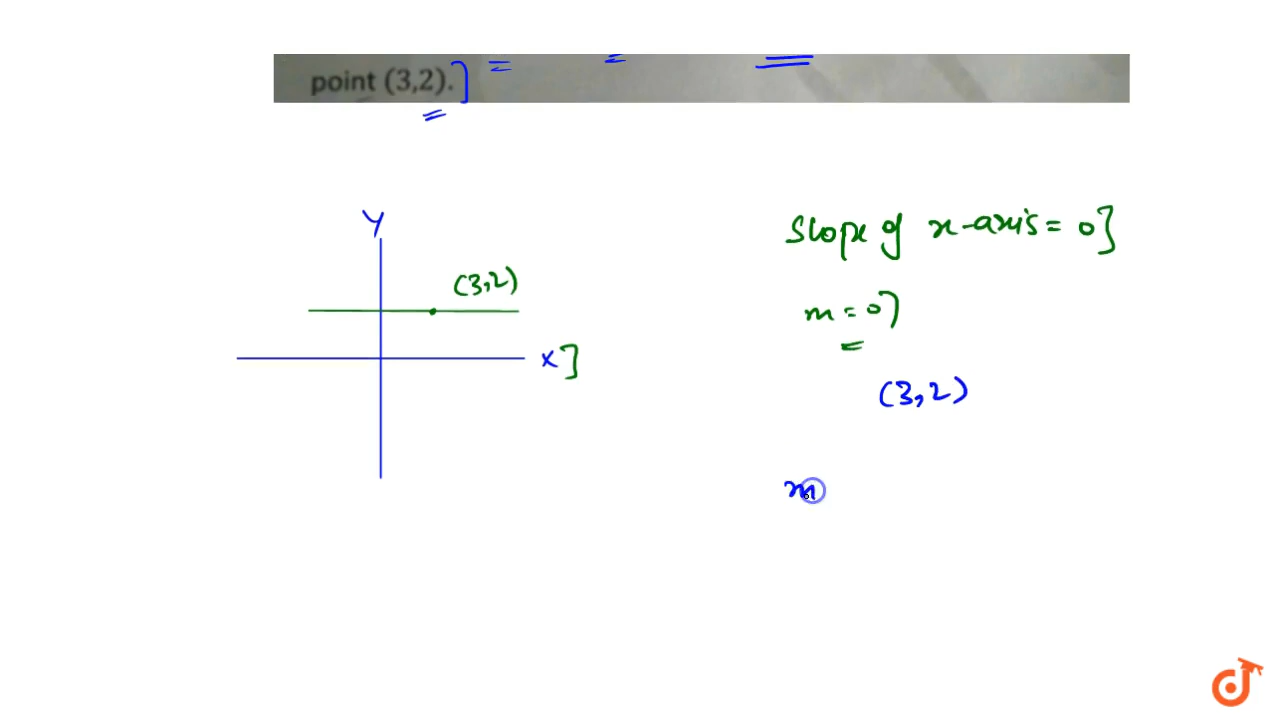 point (3,2).]
Y
(3,2)
X]
Slope of x-axis = 0]
m = 0]
(3,2)
m